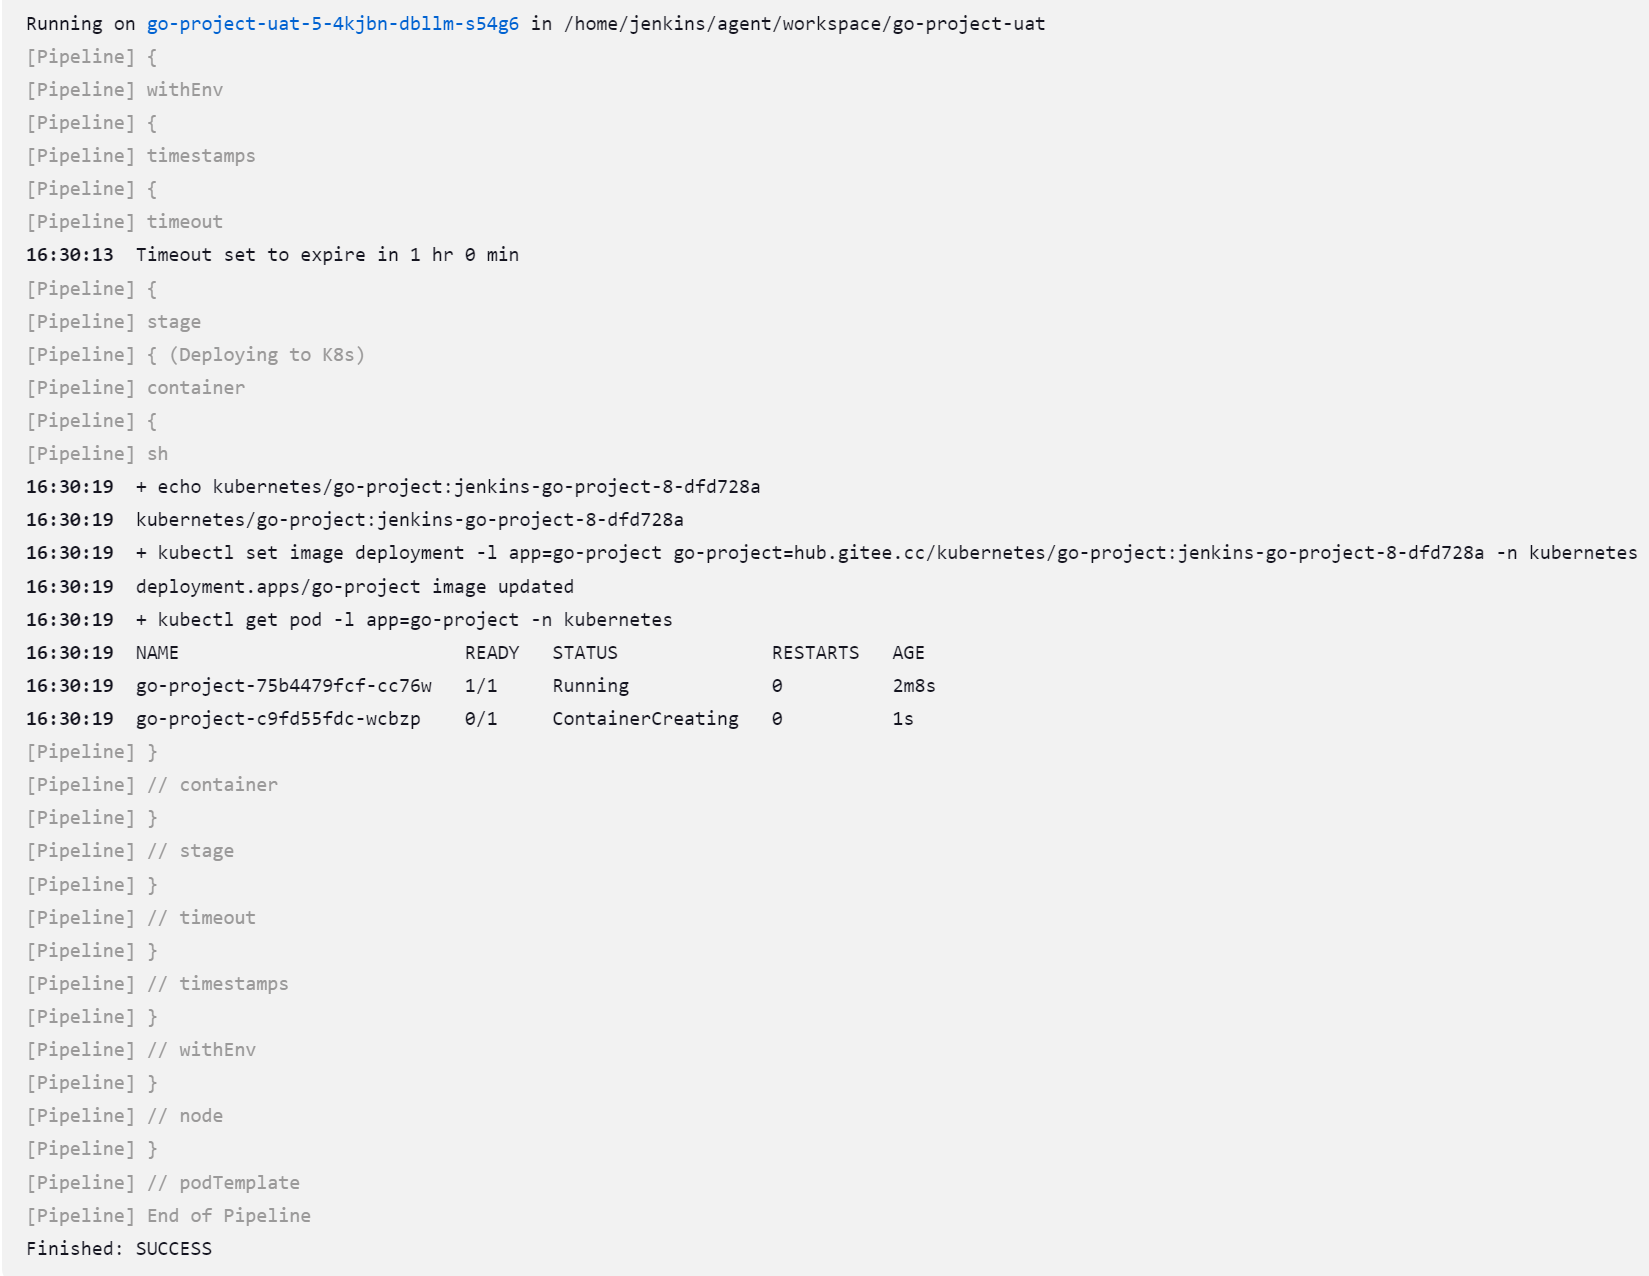 Running on go-project-uat-5-4kjbn-dbllm-s54g6 in /home/jenkins/agent/workspace/go-project-uat
[Pipeline] {
[Pipeline] withEnv
[Pipeline] {
[Pipeline] timestamps
[Pipeline] {
[Pipeline] timeout
16:30:13  Timeout set to expire in 1 hr 0 min
[Pipeline] {
[Pipeline] stage
[Pipeline] { (Deploying to K8s)
[Pipeline] container
[Pipeline] {
[Pipeline] sh
16:30:19  + echo kubernetes/go-project:jenkins-go-project-8-dfd728a
16:30:19  kubernetes/go-project:jenkins-go-project-8-dfd728a
16:30:19  + kubectl set image deployment -l app=go-project go-project=hub.gitee.cc/kubernetes/go-project:jenkins-go-project-8-dfd728a -n kubernetes
16:30:19  deployment.apps/go-project image updated
16:30:19  + kubectl get pod -l app=go-project -n kubernetes
16:30:19  NAME                          READY   STATUS              RESTARTS   AGE
16:30:19  go-project-75b4479fcf-cc76w   1/1     Running             0          2m8s
16:30:19  go-project-c9fd55fdc-wcbzp    0/1     ContainerCreating   0          1s
[Pipeline] }
[Pipeline] // container
[Pipeline] }
[Pipeline] // stage
[Pipeline] }
[Pipeline] // timeout
[Pipeline] }
[Pipeline] // timestamps
[Pipeline] }
[Pipeline] // withEnv
[Pipeline] }
[Pipeline] // node
[Pipeline] }
[Pipeline] // podTemplate
[Pipeline] End of Pipeline
Finished: SUCCESS